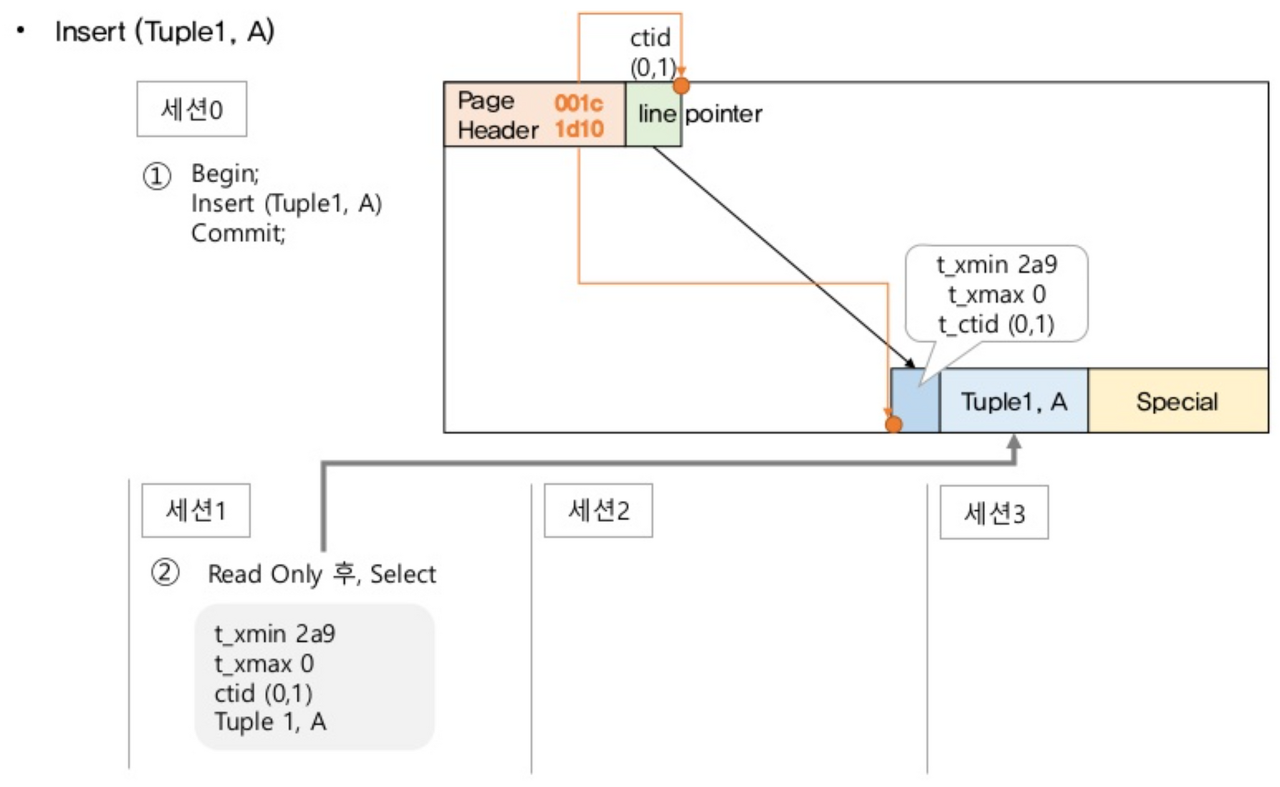 • Insert (Tuple1, A)
세션0
① Begin;
Insert (Tuple1, A)
Commit;
ctid
(0,1)
Page 001c
Header 1d10
line pointer
t_xmin 2a9
t_xmax 0
t_ctid (0,1)
Tuple1, A
Special
세션1
② Read Only 후, Select
t_xmin 2a9
t_xmax 0
ctid (0,1)
Tuple 1, A
세션2
세션3